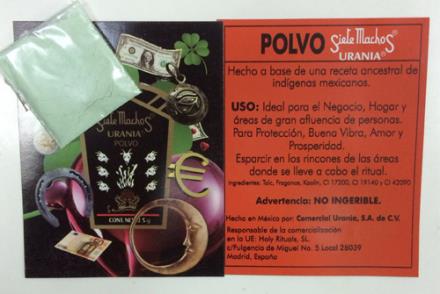 Siete Machos
URANIA
POLVO
CONT. NET. 5 g
POLVO Siete Machos®
URANIA®
Hecho a base de una receta ancestral de
indígenas mexicanos.
USO: Ideal para el Negocio, Hogar y
áreas de gran afluencia de personas.
Para Protección, Buena Vibra, Amor y
Prosperidad.
Esparcir en los rincones de las áreas
donde se lleve a cabo el ritual.
Ingredientes: Talc, Fragance, Kaolin, CI 77200, CI 19140 y CI 42090
Advertencia: NO INGERIBLE.
Hecho en México por: Comercial Urania, S.A. de C.V.
Responsable de la comercialización
en la UE: Holy Rituals, SL.
c/Fulgencio de Miguel No. 5 Local 28039
Madrid, España